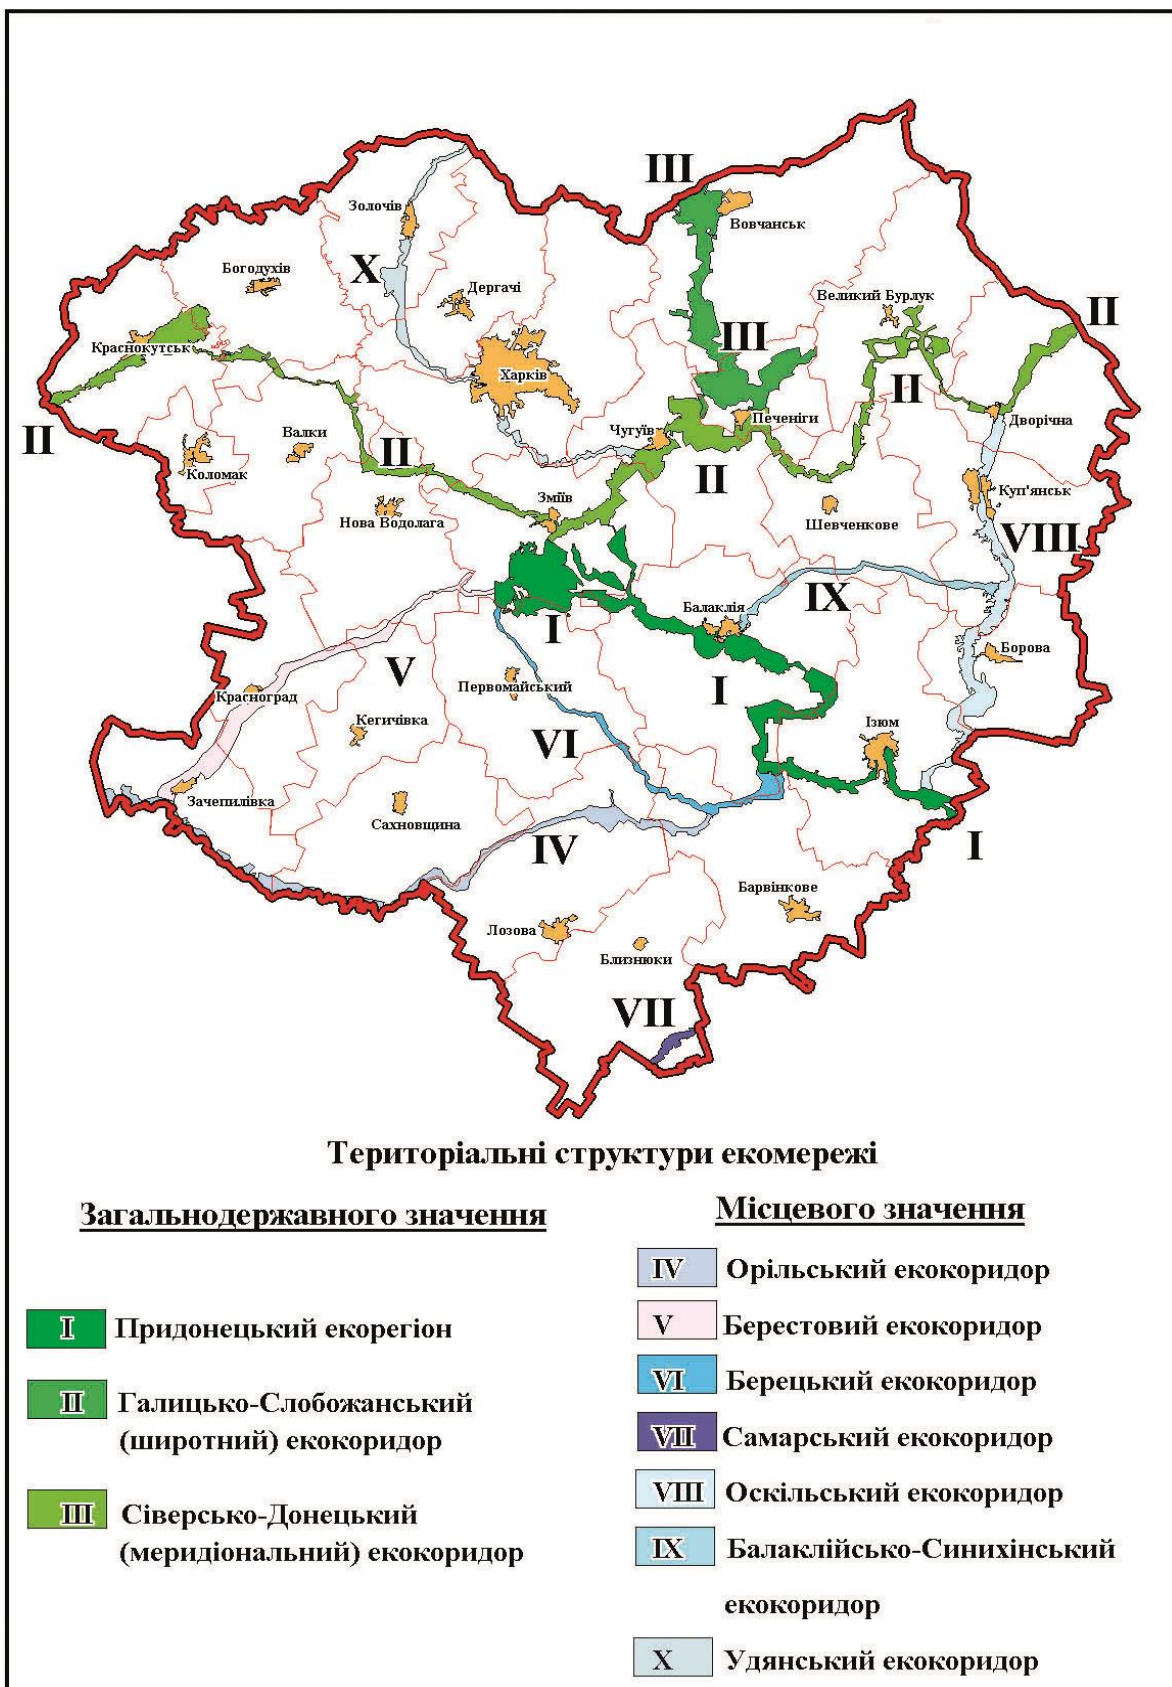 III
Золочів
Вовчанськ
X
Богодухів
Дергачі
Великий Бурлук
II
III
Краснокутськ
Харків
II
Печеніги
Дворічна
II
Чугуїв
Валки
II
Коломак
II
Куп'янськ
Зміїв
Нова Водолага
Шевченкове
VIII
IX
Балаклія
I
Борова
V
Первомайський
I
Красноград
Кегичівка
Ізюм
VI
Зачепилівка
Сахновщина
IV
I
Барвінкове
Лозова
Близнюки
VII
Територіальні структури екомережі
Загальнодержавного значення
I Придонецький екорегіон
II Галицько-Слобожанський
(широтний) екокоридор
III Сіверсько-Донецький
(меридіональний) екокоридор
Місцевого значення
IV Орільський екокоридор
V Берестовий екокоридор
VI Берецький екокоридор
VII Самарський екокоридор
VIII Оскільський екокоридор
IX Балаклійсько-Синихінський
екокоридор
X Удянський екокоридор